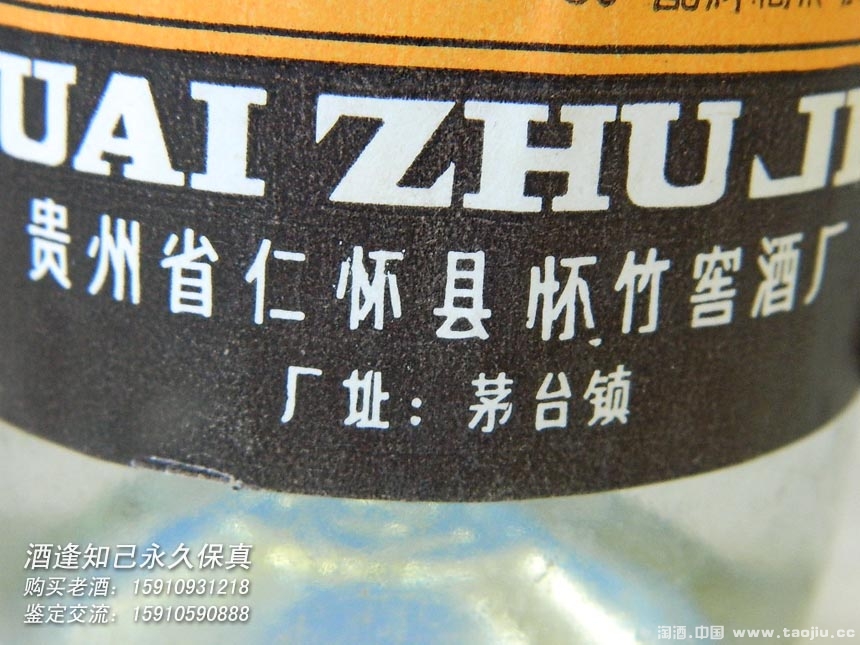 UAI ZHU JI
贵州省仁怀县怀竹窖酒厂
厂址：茅台镇
酒逢知己永久保真
购买老酒：15910931218
鉴定交流：15910590888
淘酒.中国 www.taojiu.cc